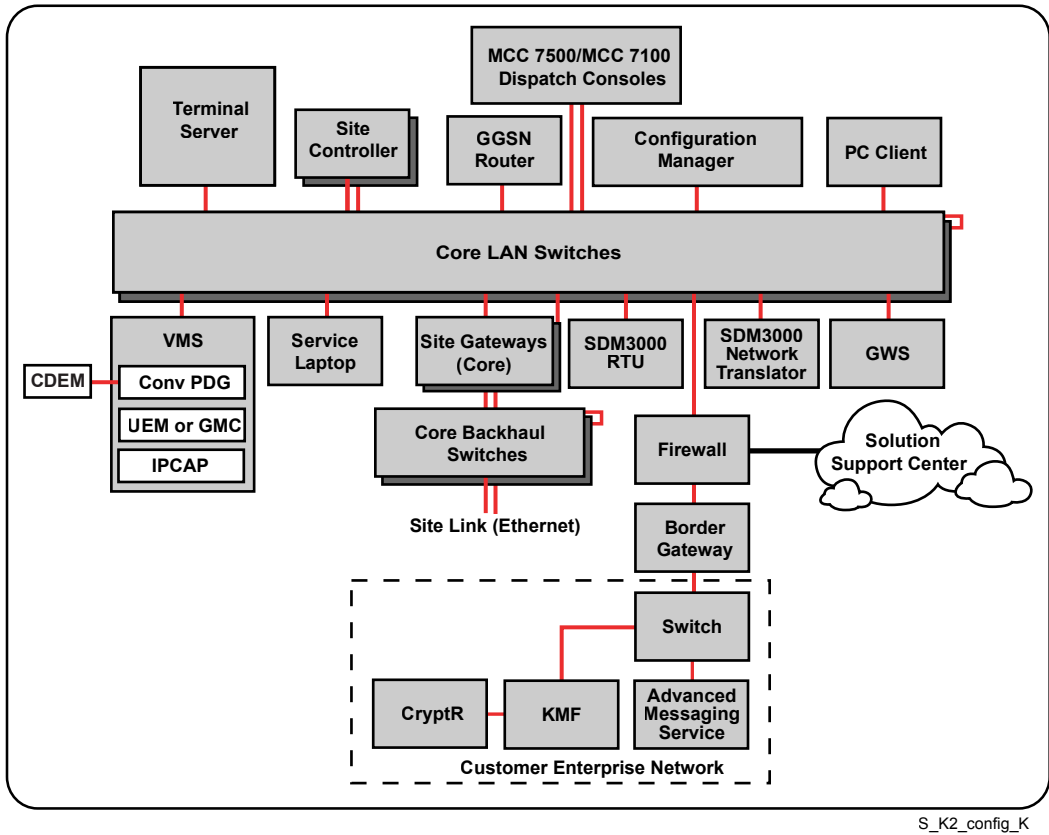 MCC 7500/MCC 7100
Dispatch Consoles
Terminal
Server
Site
Controller
GGSN
Router
Configuration
Manager
PC Client
Core LAN Switches
VMS
Conv PDG
UEM or GMC
IPCAP
CDEM
Service
Laptop
Site Gateways
(Core)
SDM3000
RTU
SDM3000
Network
Translator
GWS
Core Backhaul
Switches
Site Link (Ethernet)
Firewall
Solution
Support Center
Border
Gateway
Switch
CryptR
KMF
Advanced
Messaging
Service
Customer Enterprise Network
S_K2_config_K